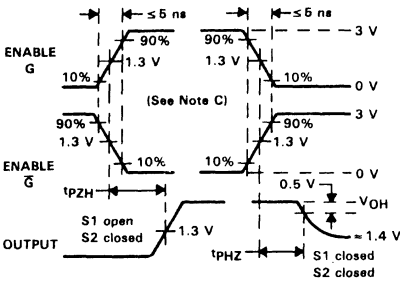 ≤ 5 ns ≤ 5 ns
3 V
90% 90%
ENABLE
G
1.3 V 1.3 V
10% 10%
0 V
(See Note C)
3 V
90% 90%
1.3 V 1.3 V
ENABLE
G̅
10% 10%
0 V
tPZH
0.5 V
VOH
S1 open
S2 closed
1.3 V
OUTPUT
tPHZ
≈ 1.4 V
S1 closed
S2 closed